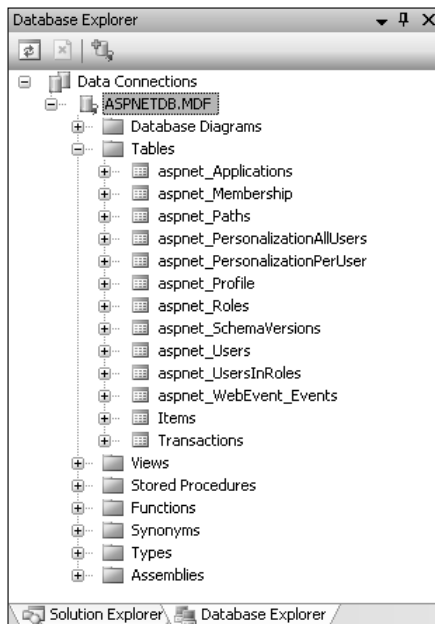 Database Explorer
Data Connections
ASPNETDB.MDF
Database Diagrams
Tables
aspnet_Applications
aspnet_Membership
aspnet_Paths
aspnet_PersonalizationAllUsers
aspnet_PersonalizationPerUser
aspnet_Profile
aspnet_Roles
aspnet_SchemaVersions
aspnet_Users
aspnet_UsersInRoles
aspnet_WebEvent_Events
Items
Transactions
Views
Stored Procedures
Functions
Synonyms
Types
Assemblies
Solution Explorer Database Explorer